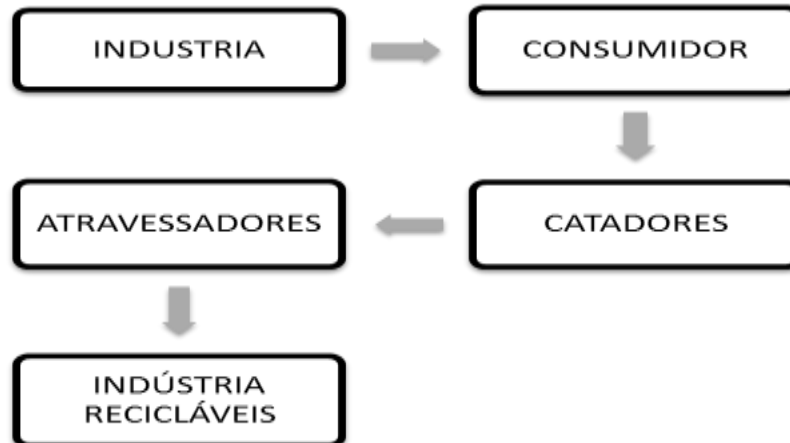 INDUSTRIA
CONSUMIDOR
ATRAVESSADORES
CATADORES
INDÚSTRIA
RECICLÁVEIS